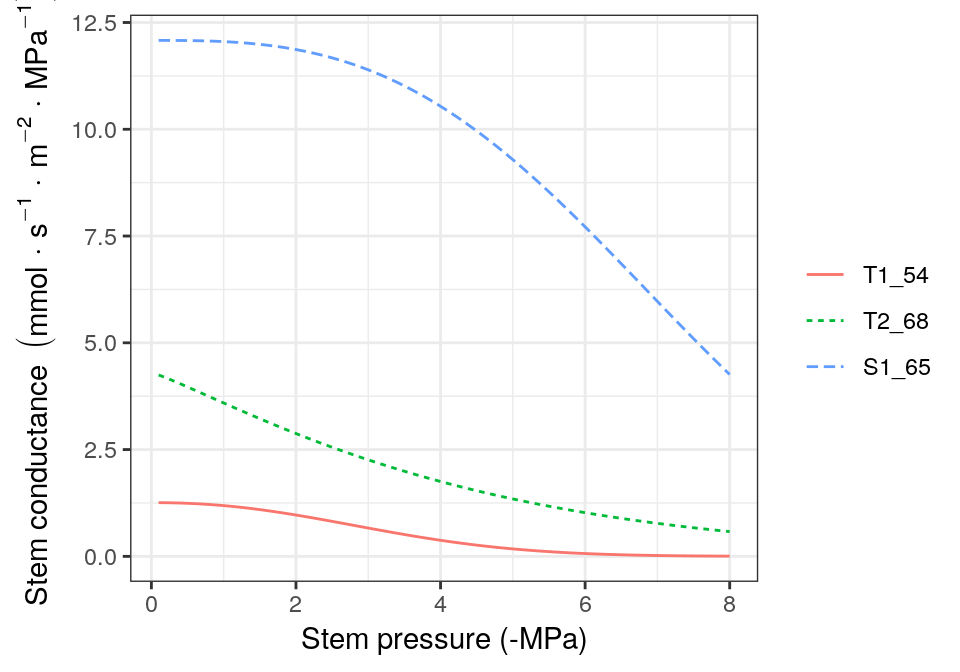 Stem conductance (mmol · s⁻¹ · m⁻² · MPa⁻¹
12.5
10.0
7.5
5.0
2.5
0.0
0 2 4 6 8
Stem pressure (-MPa)
T1_54
T2_68
S1_65